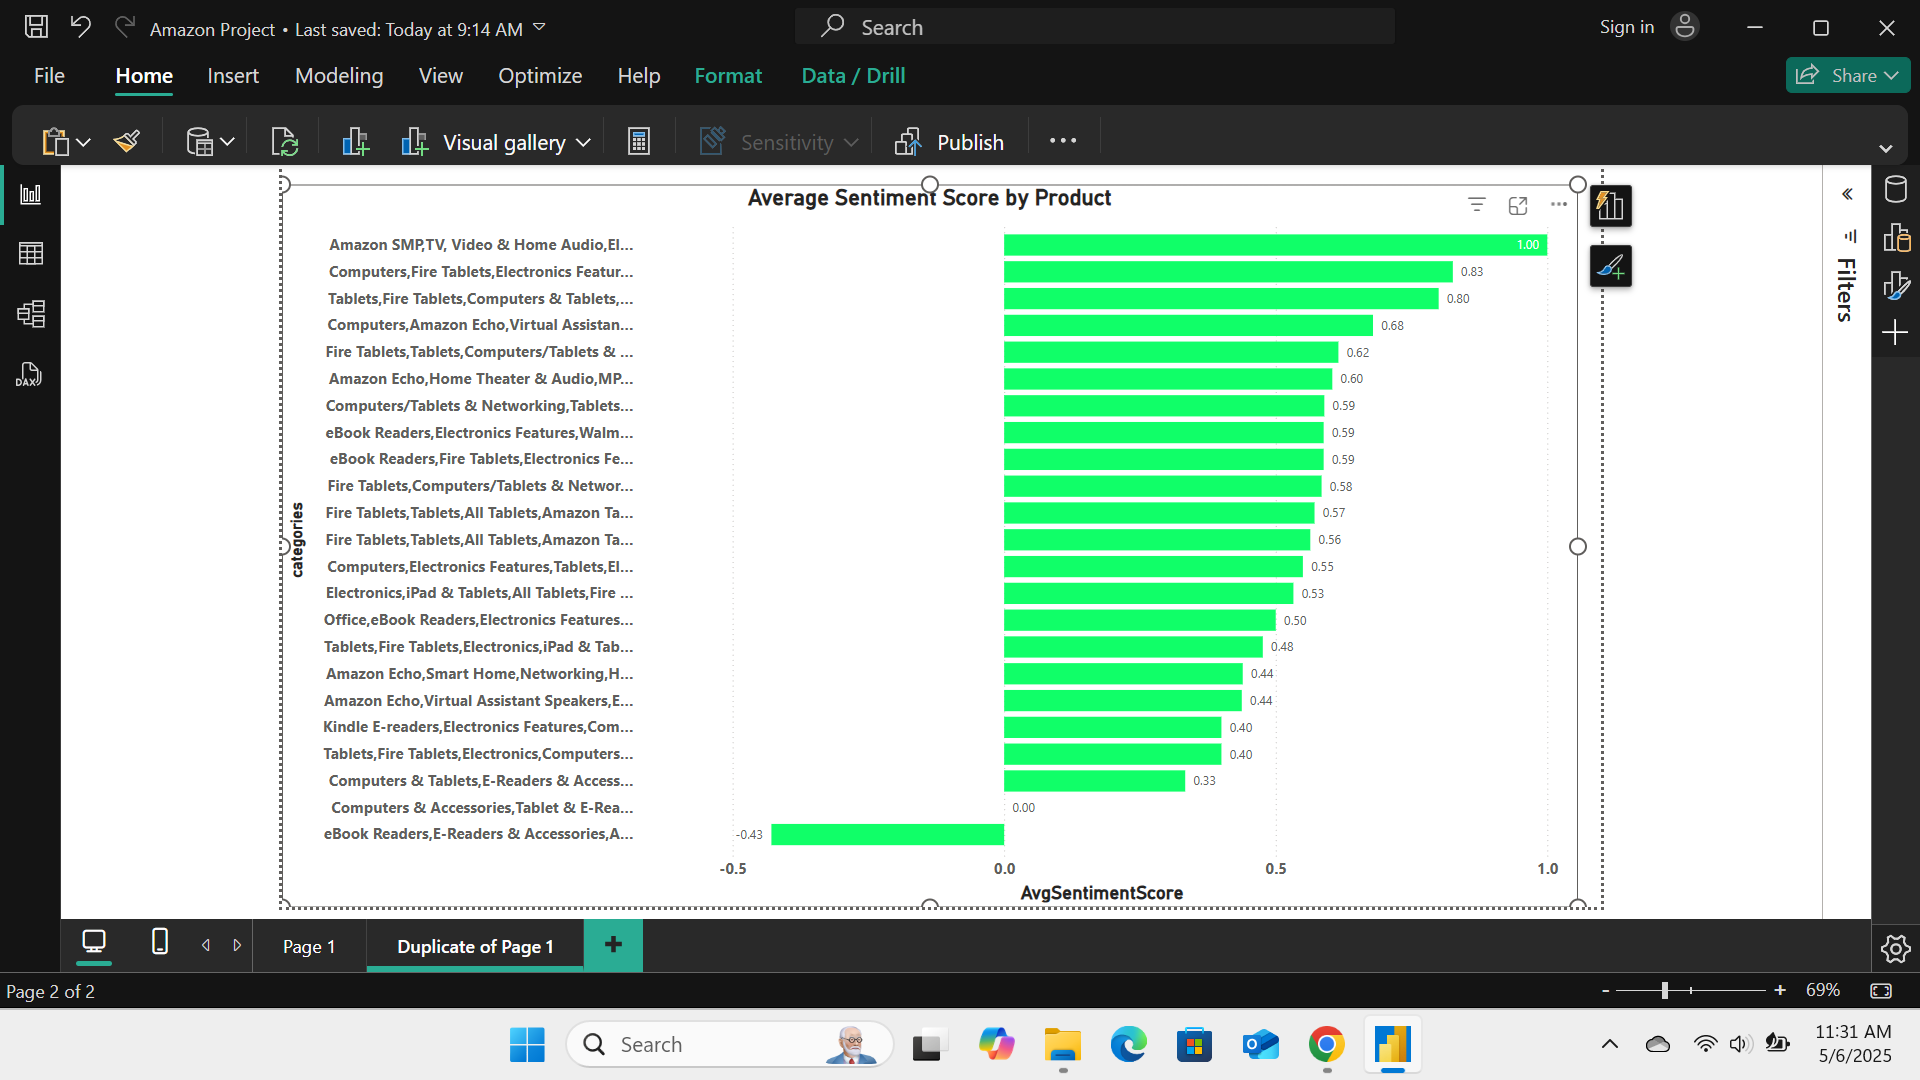 Amazon Project • Last saved: Today at 9:14 AM
Search
Sign in
File
Home
Insert
Modeling
View
Optimize
Help
Format
Data / Drill
Share
Visual gallery
Sensitivity
Publish
DAX
Average Sentiment Score by Product
Amazon SMP,TV, Video & Home Audio,El... 1.00
Computers,Fire Tablets,Electronics Featur... 0.83
Tablets,Fire Tablets,Computers & Tablets,... 0.80
Computers,Amazon Echo,Virtual Assistan... 0.68
Fire Tablets,Tablets,Computers/Tablets & ... 0.62
Amazon Echo,Home Theater & Audio,MP... 0.60
Computers/Tablets & Networking,Tablets... 0.59
eBook Readers,Electronics Features,Walm... 0.59
eBook Readers,Fire Tablets,Electronics Fe... 0.59
Fire Tablets,Computers/Tablets & Networ... 0.58
Fire Tablets,Tablets,All Tablets,Amazon Ta... 0.57
Fire Tablets,Tablets,All Tablets,Amazon Ta... 0.56
Computers,Electronics Features,Tablets,El... 0.55
Electronics,iPad & Tablets,All Tablets,Fire ... 0.53
Office,eBook Readers,Electronics Features... 0.50
Tablets,Fire Tablets,Electronics,iPad & Tab... 0.48
Amazon Echo,Smart Home,Networking,H... 0.44
Amazon Echo,Virtual Assistant Speakers,E... 0.44
Kindle E-readers,Electronics Features,Com... 0.40
Tablets,Fire Tablets,Electronics,Computers... 0.40
Computers & Tablets,E-Readers & Access... 0.33
Computers & Accessories,Tablet & E-Rea... 0.00
eBook Readers,E-Readers & Accessories,A... -0.43
categories
-0.5 0.0 0.5 1.0
AvgSentimentScore
Filters
Page 1
Duplicate of Page 1
Page 2 of 2
- + 69%
Search
11:31 AM
5/6/2025